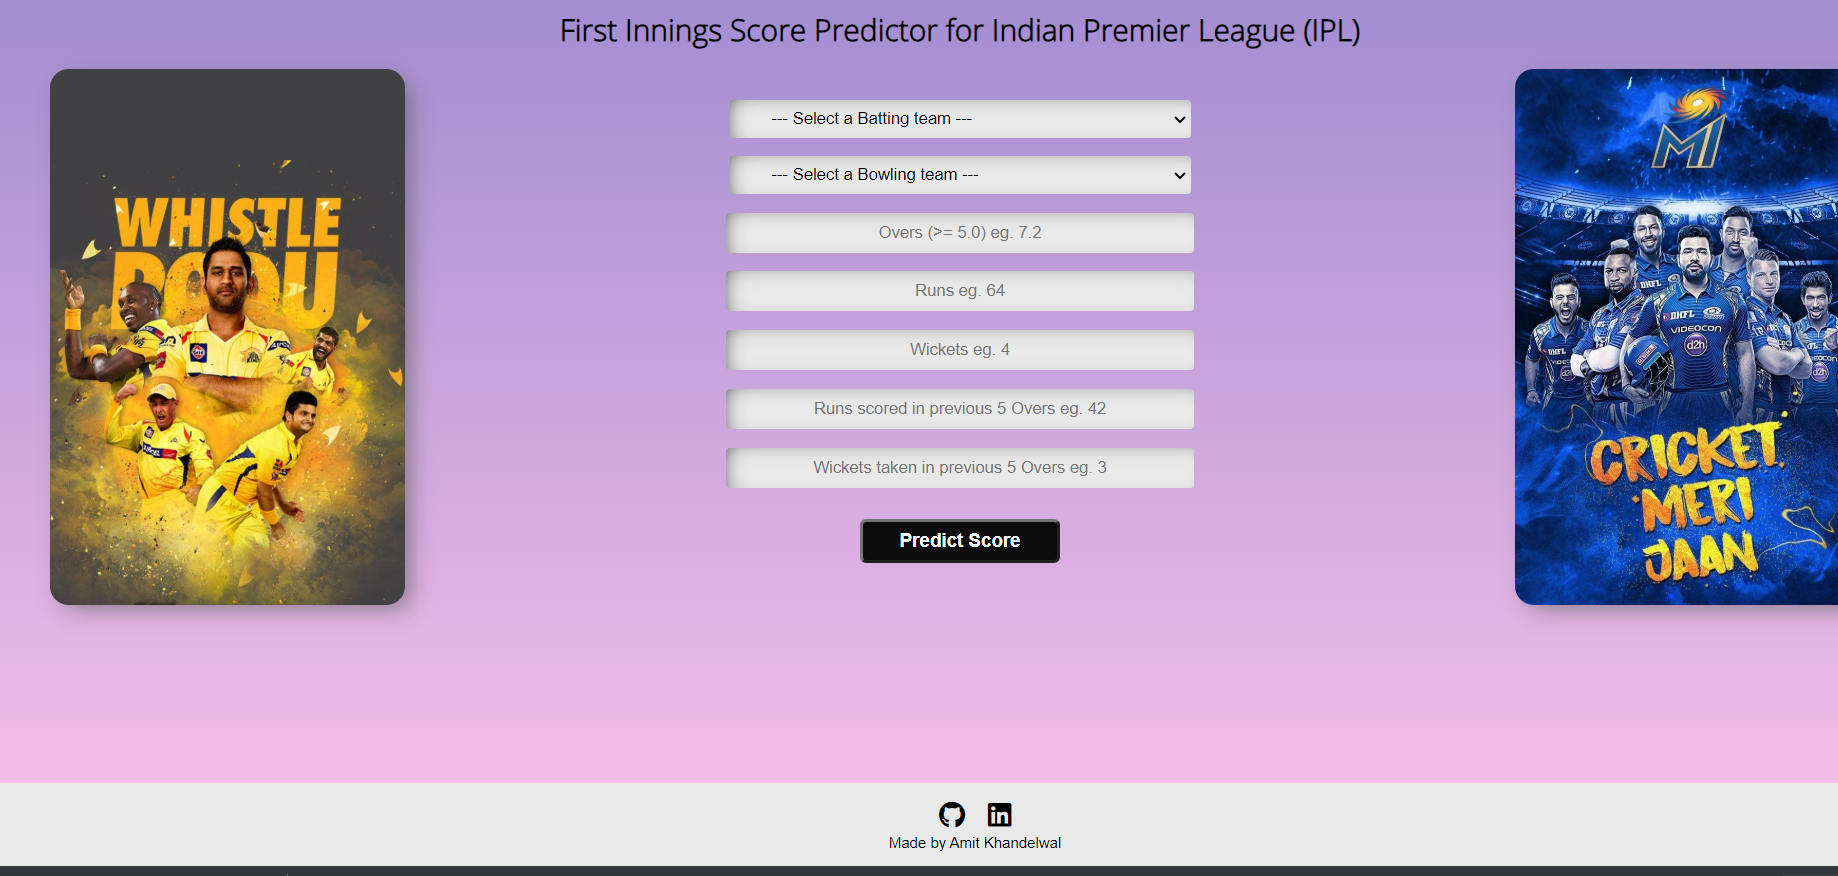 First Innings Score Predictor for Indian Premier League (IPL)
WHISTLE
PODU
--- Select a Batting team ---
--- Select a Bowling team ---
Overs (>= 5.0) eg. 7.2
Runs eg. 64
Wickets eg. 4
Runs scored in previous 5 Overs eg. 42
Wickets taken in previous 5 Overs eg. 3
Predict Score
MI
DHFL
DHFL
VIDEOCON
d2h
DHFL
CRICKET
MERI
JAAN
Made by Amit Khandelwal